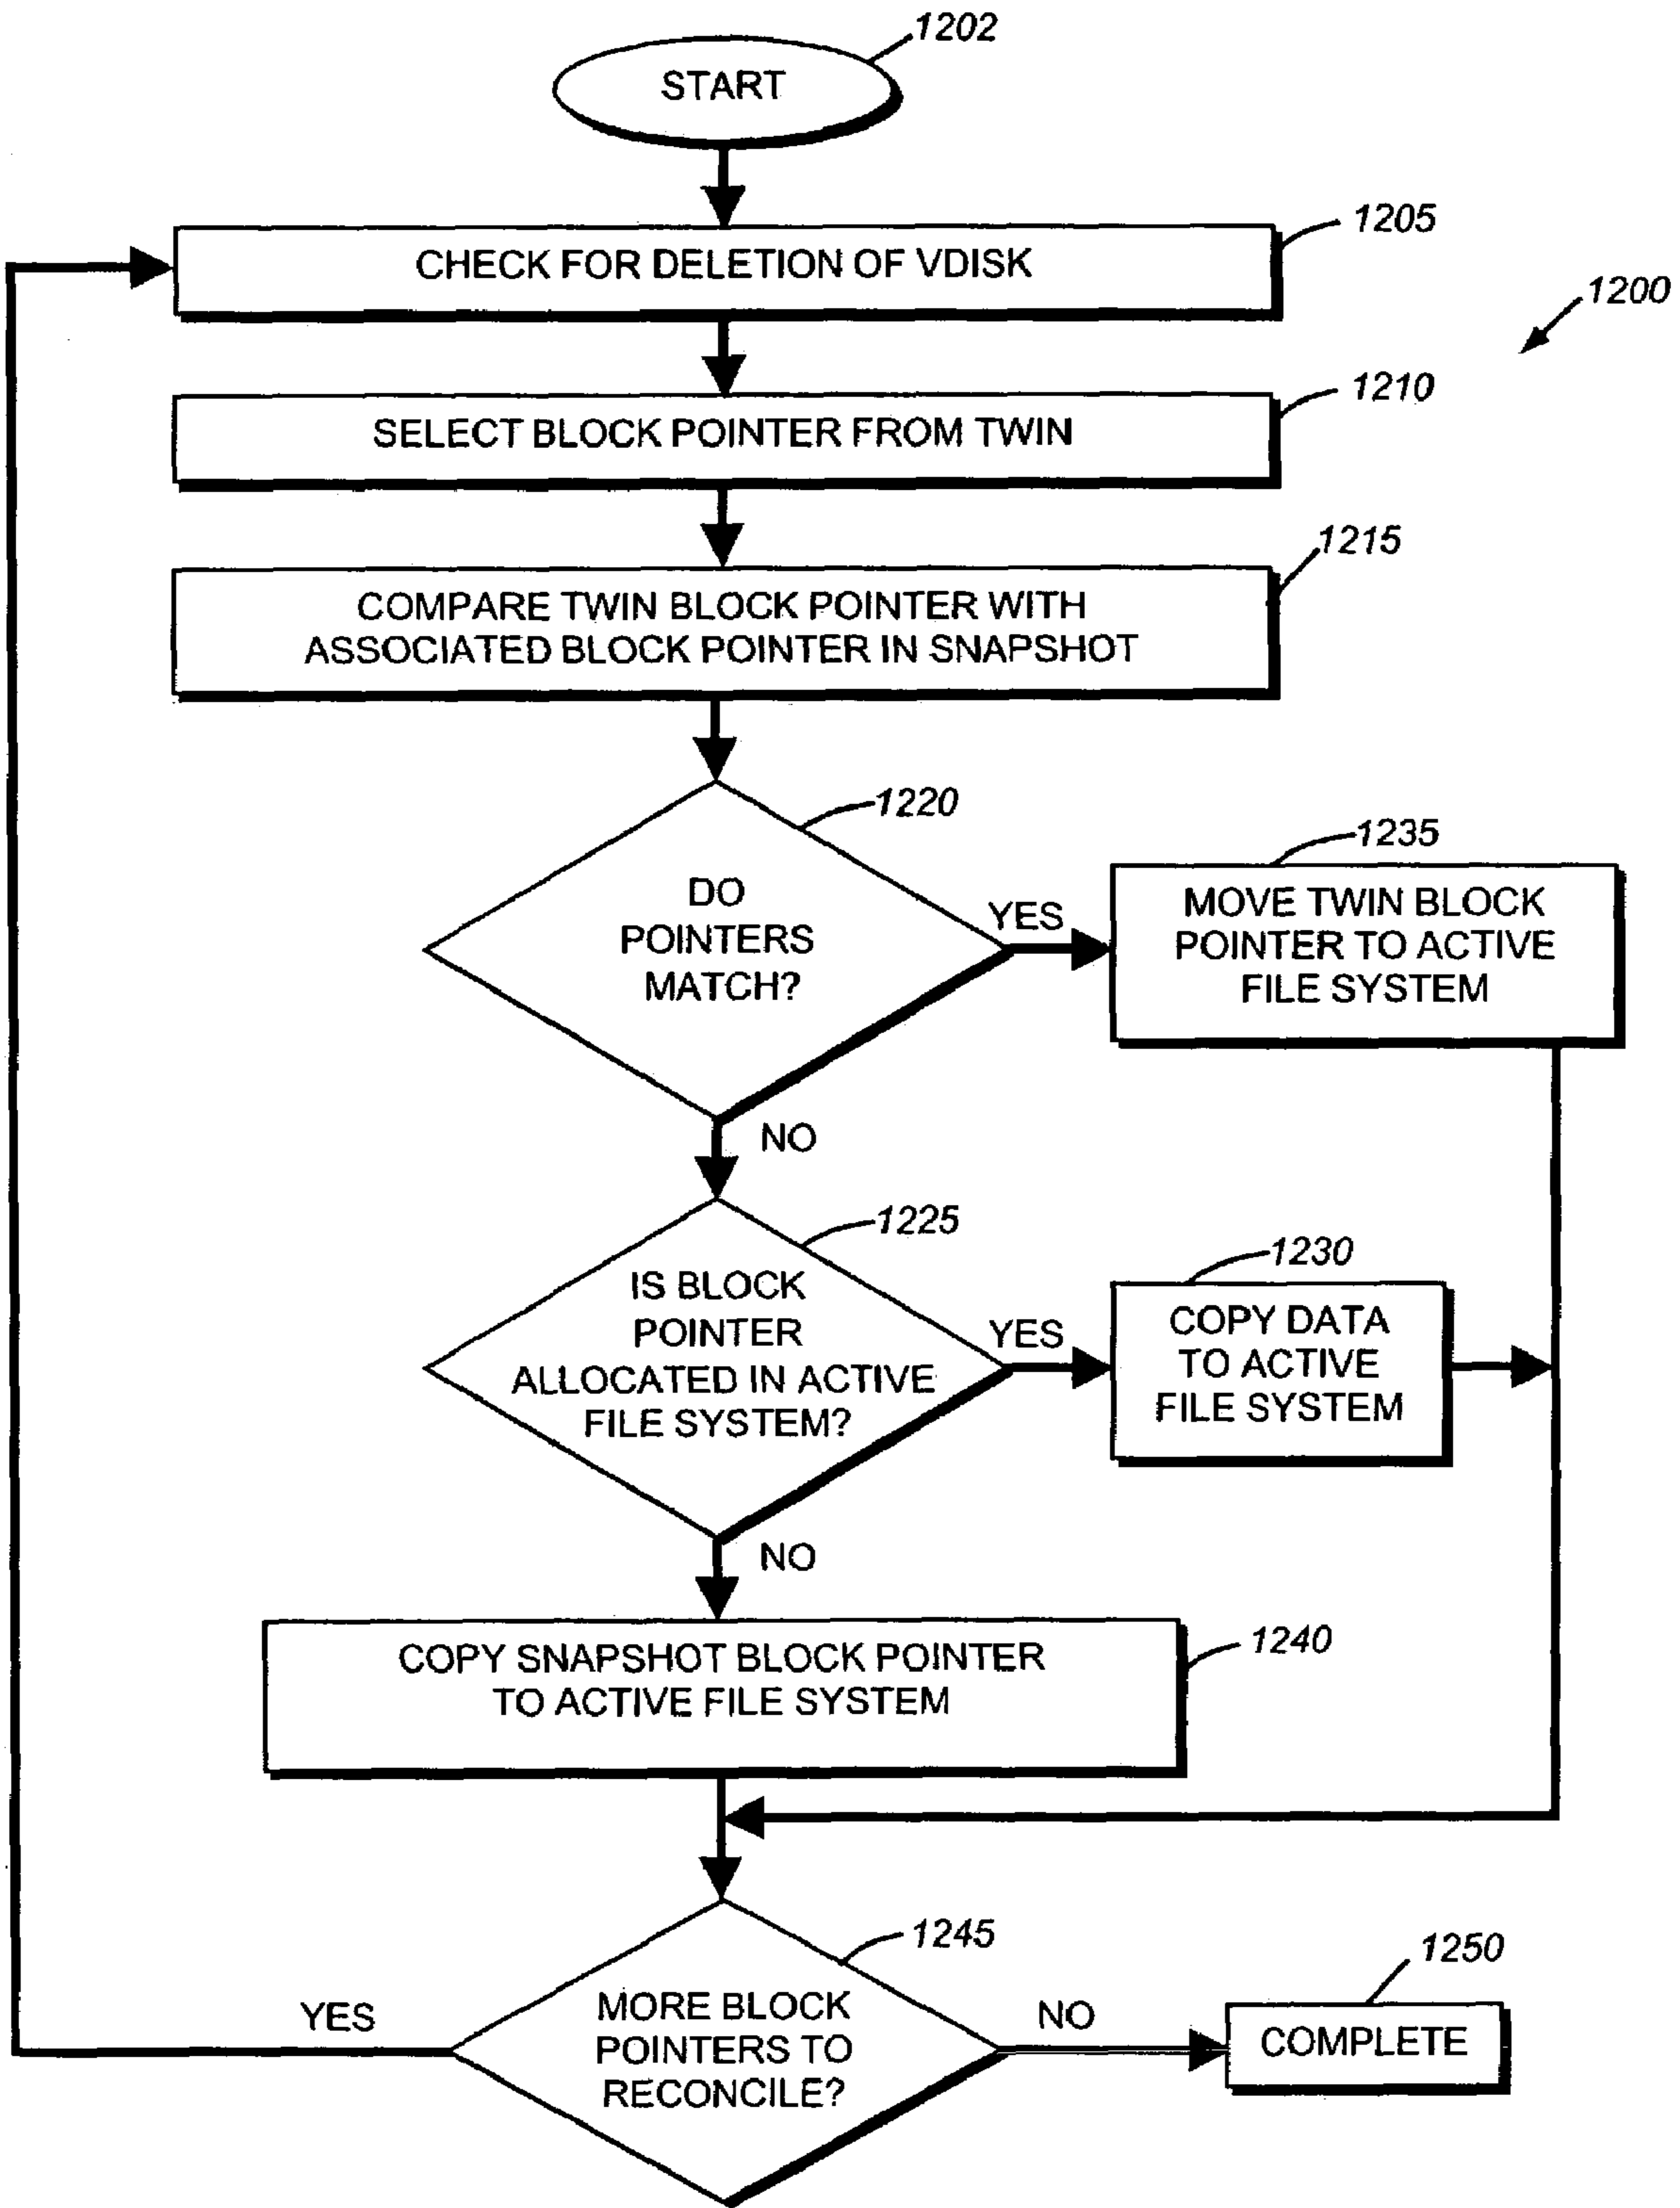 1202
START
1205
CHECK FOR DELETION OF VDISK
1200
1210
SELECT BLOCK POINTER FROM TWIN
1215
COMPARE TWIN BLOCK POINTER WITH
ASSOCIATED BLOCK POINTER IN SNAPSHOT
1220
DO
POINTERS
MATCH?
YES
1235
MOVE TWIN BLOCK
POINTER TO ACTIVE
FILE SYSTEM
NO
1225
IS BLOCK
POINTER
ALLOCATED IN ACTIVE
FILE SYSTEM?
YES
1230
COPY DATA
TO ACTIVE
FILE SYSTEM
NO
1240
COPY SNAPSHOT BLOCK POINTER
TO ACTIVE FILE SYSTEM
1245
MORE BLOCK
POINTERS TO
RECONCILE?
YES
NO
1250
COMPLETE